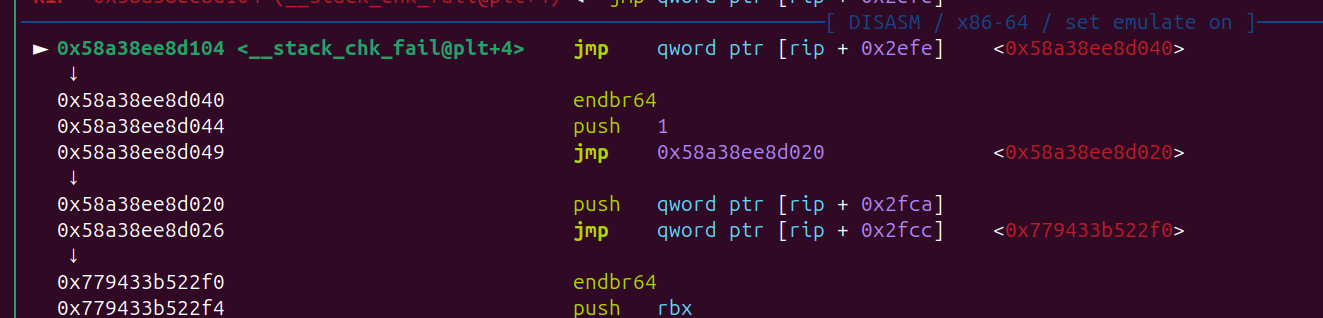 RIP 0x58a38ee8d104 (__stack_chk_fail@plt+4) ← jmp qword ptr [rip + 0x2efe]
[ DISASM / x86-64 / set emulate on ]
► 0x58a38ee8d104 <__stack_chk_fail@plt+4> jmp qword ptr [rip + 0x2efe] <0x58a38ee8d040>
↓
0x58a38ee8d040 endbr64
0x58a38ee8d044 push 1
0x58a38ee8d049 jmp 0x58a38ee8d020 <0x58a38ee8d020>
↓
0x58a38ee8d020 push qword ptr [rip + 0x2fca]
0x58a38ee8d026 jmp qword ptr [rip + 0x2fcc] <0x779433b522f0>
↓
0x779433b522f0 endbr64
0x779433b522f4 push rbx